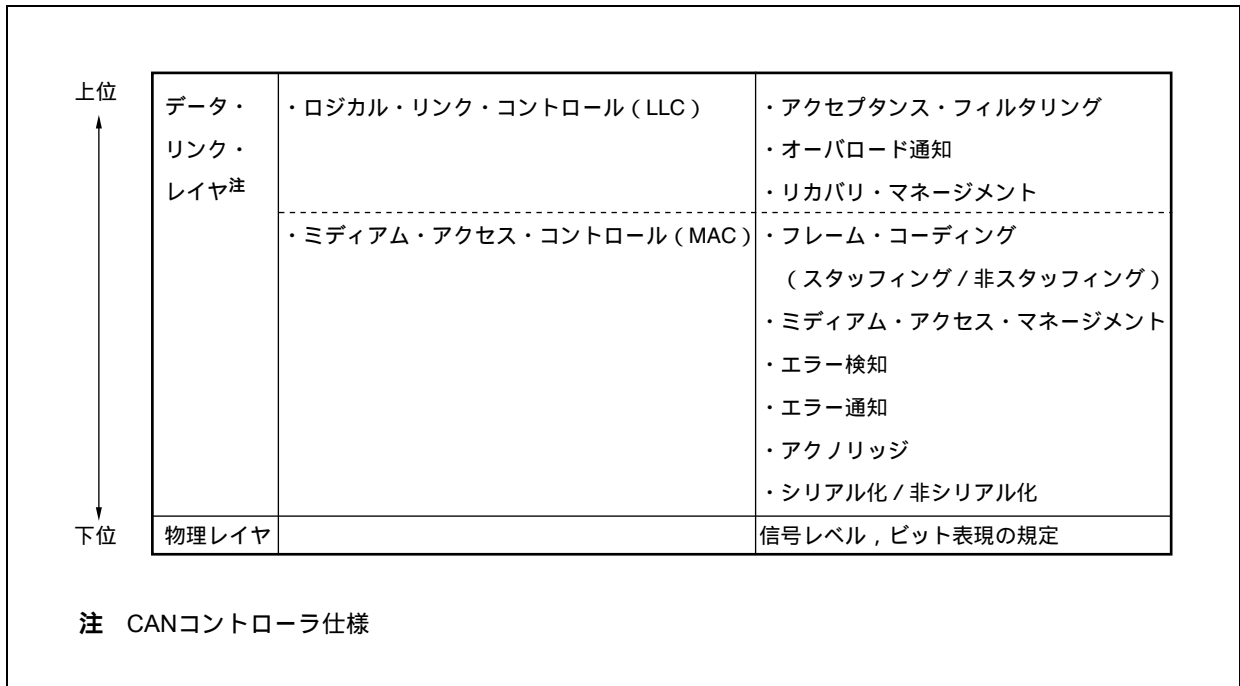 上位
データ・ ・ロジカル・リンク・コントロール(LLC) ・アクセプタンス・フィルタリング
リンク・ ・オーバロード通知
レイヤ注 ・リカバリ・マネージメント
・ミディアム・アクセス・コントロール(MAC) ・フレーム・コーディング
(スタッフィング/非スタッフィング)
・ミディアム・アクセス・マネージメント
・エラー検知
・エラー通知
・アクノリッジ
・シリアル化/非シリアル化
下位 物理レイヤ 信号レベル,ビット表現の規定
注 CANコントローラ仕様